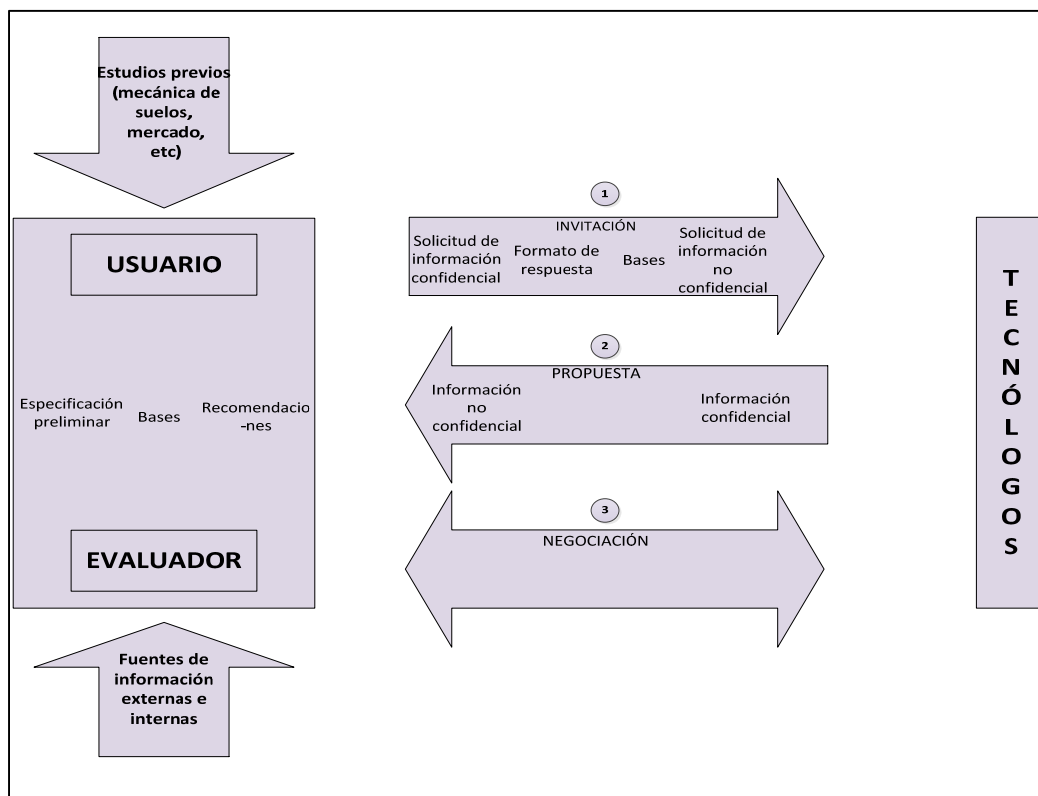 Estudios previos
(mecánica de
suelos,
mercado,
etc)
USUARIO
Especificación
preliminar
Bases
Recomendacio
-nes
EVALUADOR
Fuentes de
información
externas e
internas
1
INVITACIÓN
Solicitud de
información
confidencial
Formato de
respuesta
Bases
Solicitud de
información
no
confidencial
2
PROPUESTA
Información
no
confidencial
Información
confidencial
3
NEGOCIACIÓN
T
E
C
N
Ó
L
O
G
O
S